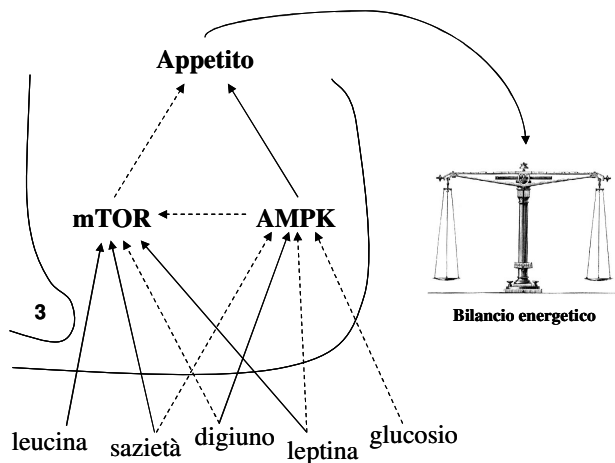 Appetito
mTOR
AMPK
3
Bilancio energetico
leucina
sazietà
digiuno
leptina
glucosio